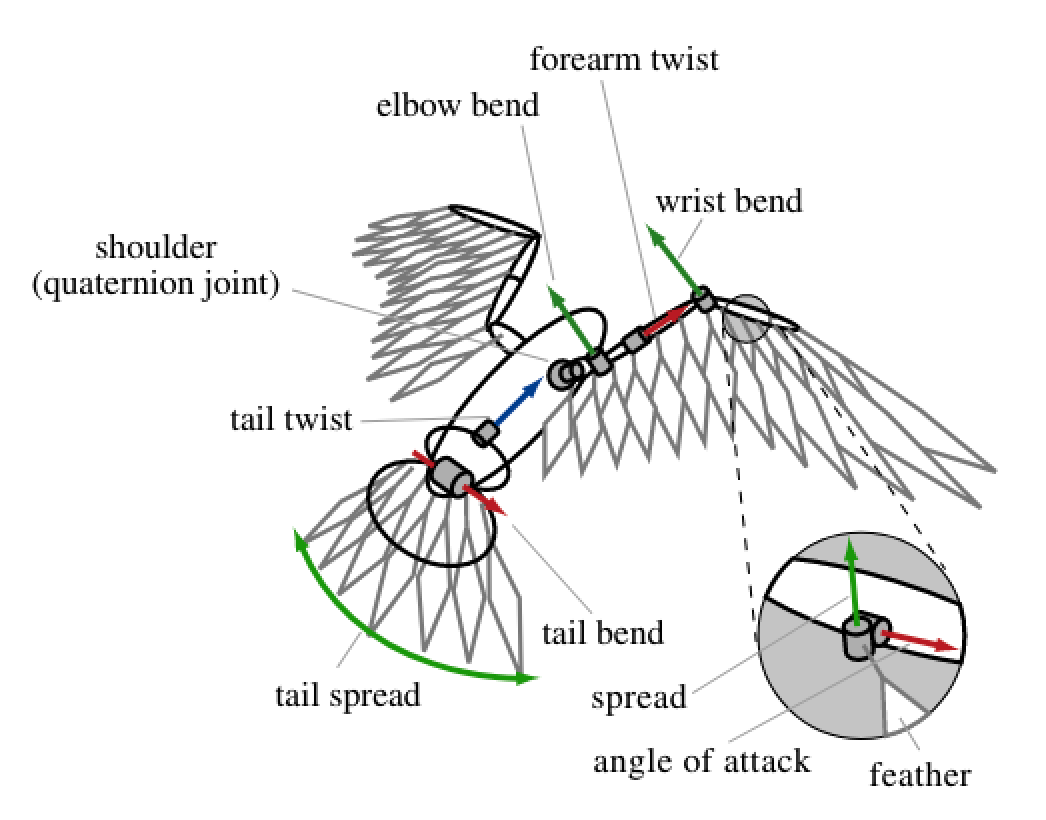 forearm twist
elbow bend
wrist bend
shoulder
(quaternion joint)
tail twist
tail bend
tail spread
spread
angle of attack
feather